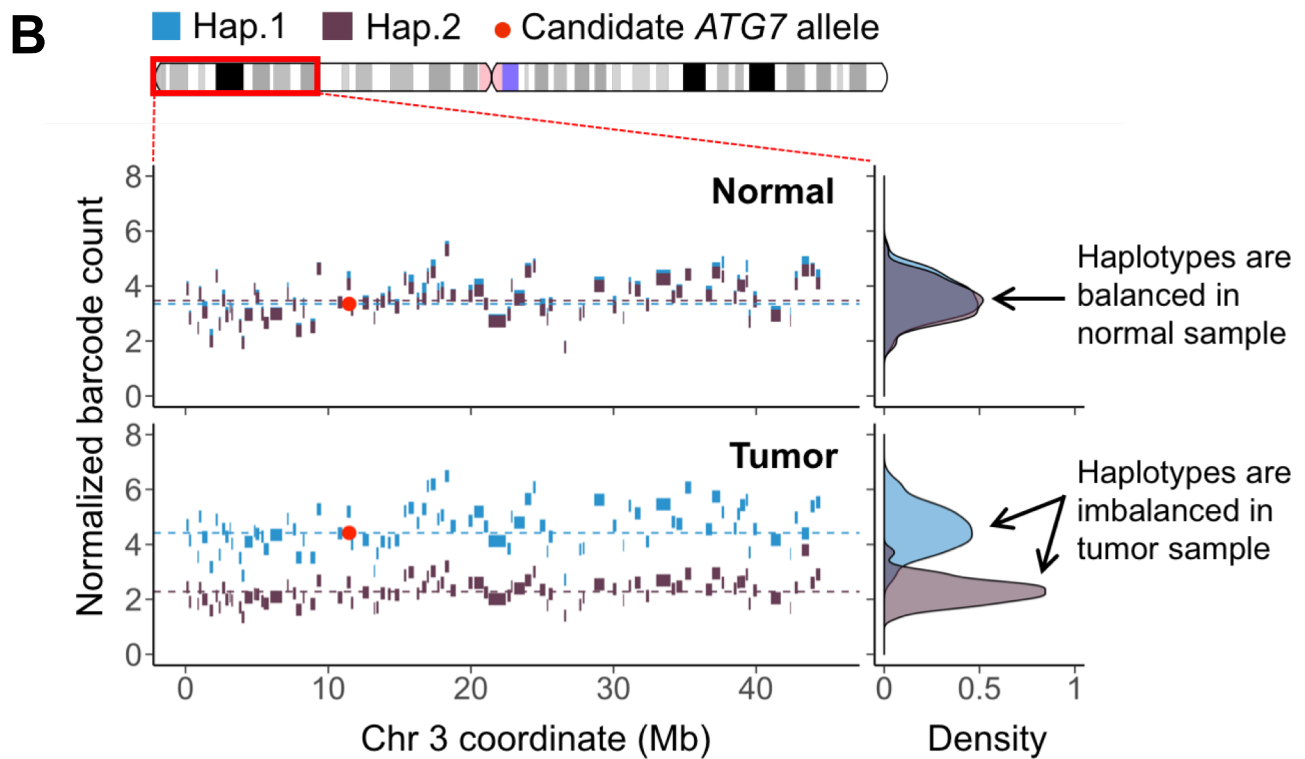 B
Hap.1 Hap.2 Candidate ATG7 allele
Normalized barcode count
8
6
4
2
0
Normal
Haplotypes are
balanced in
normal sample
8
6
4
2
0
Tumor
Haplotypes are
imbalanced in
tumor sample
0 10 20 30 40
0 0.5 1
Chr 3 coordinate (Mb)
Density